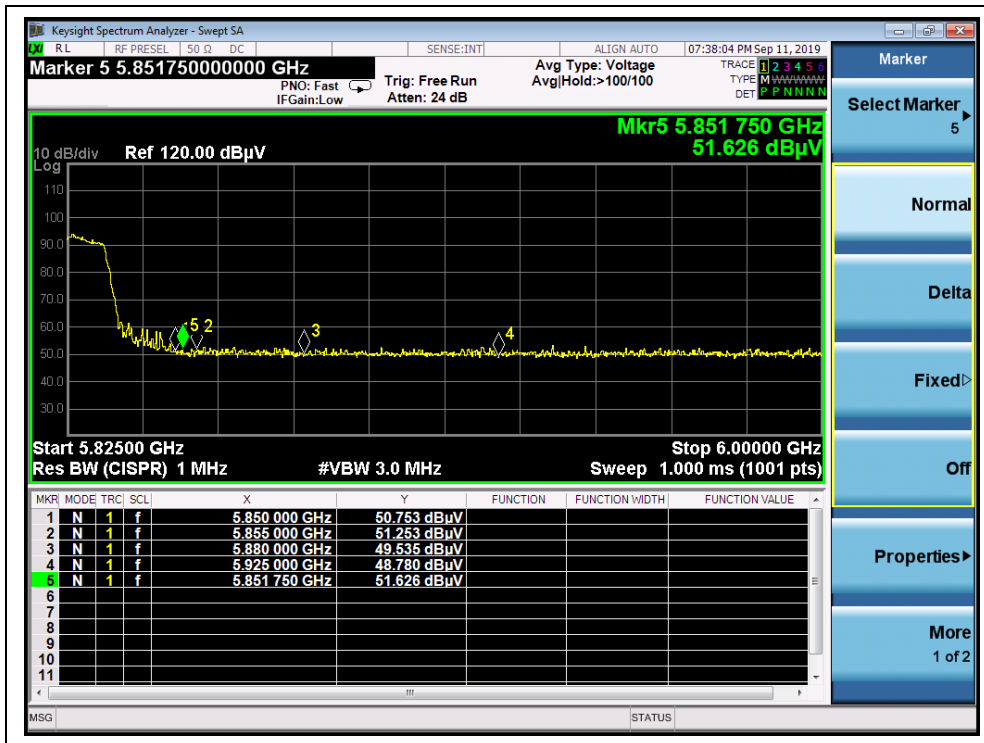 Keysight Spectrum Analyzer - Swept SA
LXI RL RF PRESEL 50 Ω DC SENSE:INT ALIGN AUTO 07:38:04 PM Sep 11, 2019
Marker 5 5.851750000000 GHz
PNO: Fast
IFGain:Low
Trig: Free Run
Atten: 24 dB
Avg Type: Voltage
Avg|Hold:>100/100
TRACE 1 2 3 4 5 6
TYPE M W W W W W
DET P P N N N N
Mkr5 5.851 750 GHz
51.626 dBµV
10 dB/div Ref 120.00 dBµV
Log
110
100
90.0
80.0
70.0
60.0
50.0
40.0
30.0
5 2
3
4
Start 5.82500 GHz Stop 6.00000 GHz
Res BW (CISPR) 1 MHz #VBW 3.0 MHz Sweep 1.000 ms (1001 pts)
MKR MODE TRC SCL X Y FUNCTION FUNCTION WIDTH FUNCTION VALUE
1 N 1 f 5.850 000 GHz 50.753 dBµV
2 N 1 f 5.855 000 GHz 51.253 dBµV
3 N 1 f 5.880 000 GHz 49.535 dBµV
4 N 1 f 5.925 000 GHz 48.780 dBµV
5 N 1 f 5.851 750 GHz 51.626 dBµV
6
7
8
9
10
11
MSG STATUS
Marker
Select Marker
5
Normal
Delta
Fixed
Off
Properties
More
1 of 2